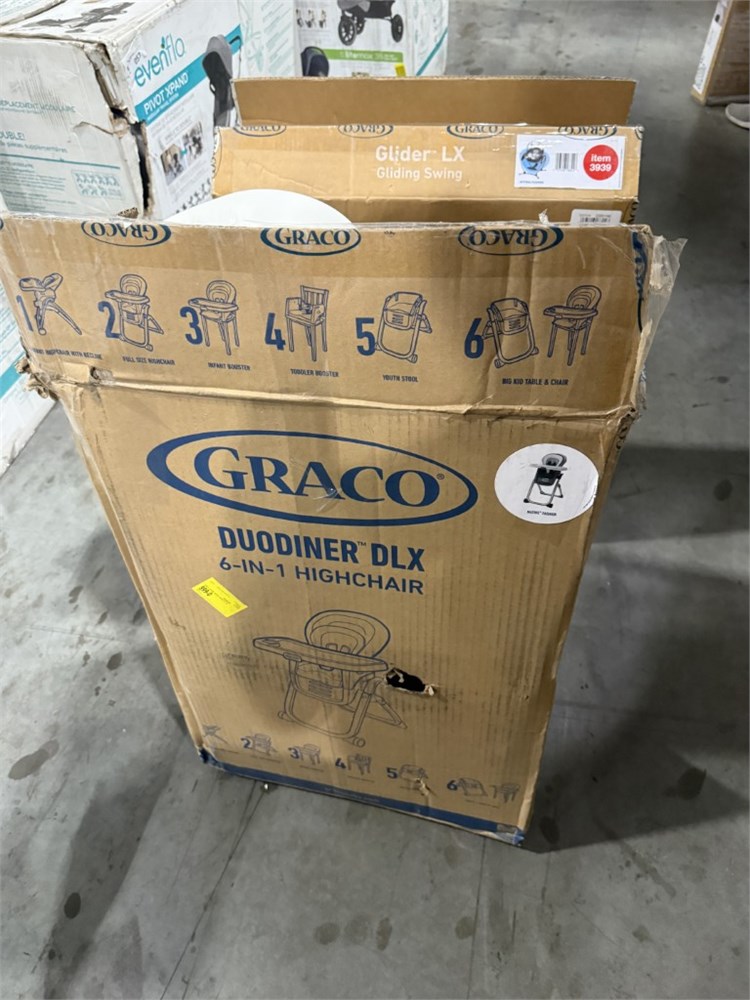 evenflo
PIVOT XPAND
GRACO GRACO GRACO GRACO
Glider™ LX
Gliding Swing
item
3939
GRACO GRACO GRACO
1 2 3 4 5 6
FULL SIZE HIGHCHAIR
INFANT BOOSTER
TODDLER BOOSTER
YOUTH STOOL
BIG KID TABLE & CHAIR
GRACO
DUODINER™ DLX
6-IN-1 HIGHCHAIR
2 3 4 5 6